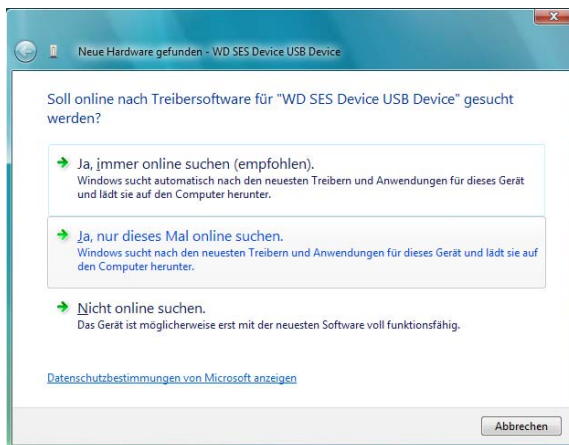 Neue Hardware gefunden - WD SES Device USB Device
Soll online nach Treibersoftware für "WD SES Device USB Device" gesucht
werden?
Ja, immer online suchen (empfohlen).
Windows sucht automatisch nach den neuesten Treibern und Anwendungen für dieses Gerät
und lädt sie auf den Computer herunter.
Ja, nur dieses Mal online suchen.
Windows sucht nach den neuesten Treibern und Anwendungen für dieses Gerät und lädt sie auf
den Computer herunter.
Nicht online suchen.
Das Gerät ist möglicherweise erst mit der neuesten Software voll funktionsfähig.
Datenschutzbestimmungen von Microsoft anzeigen
Abbrechen